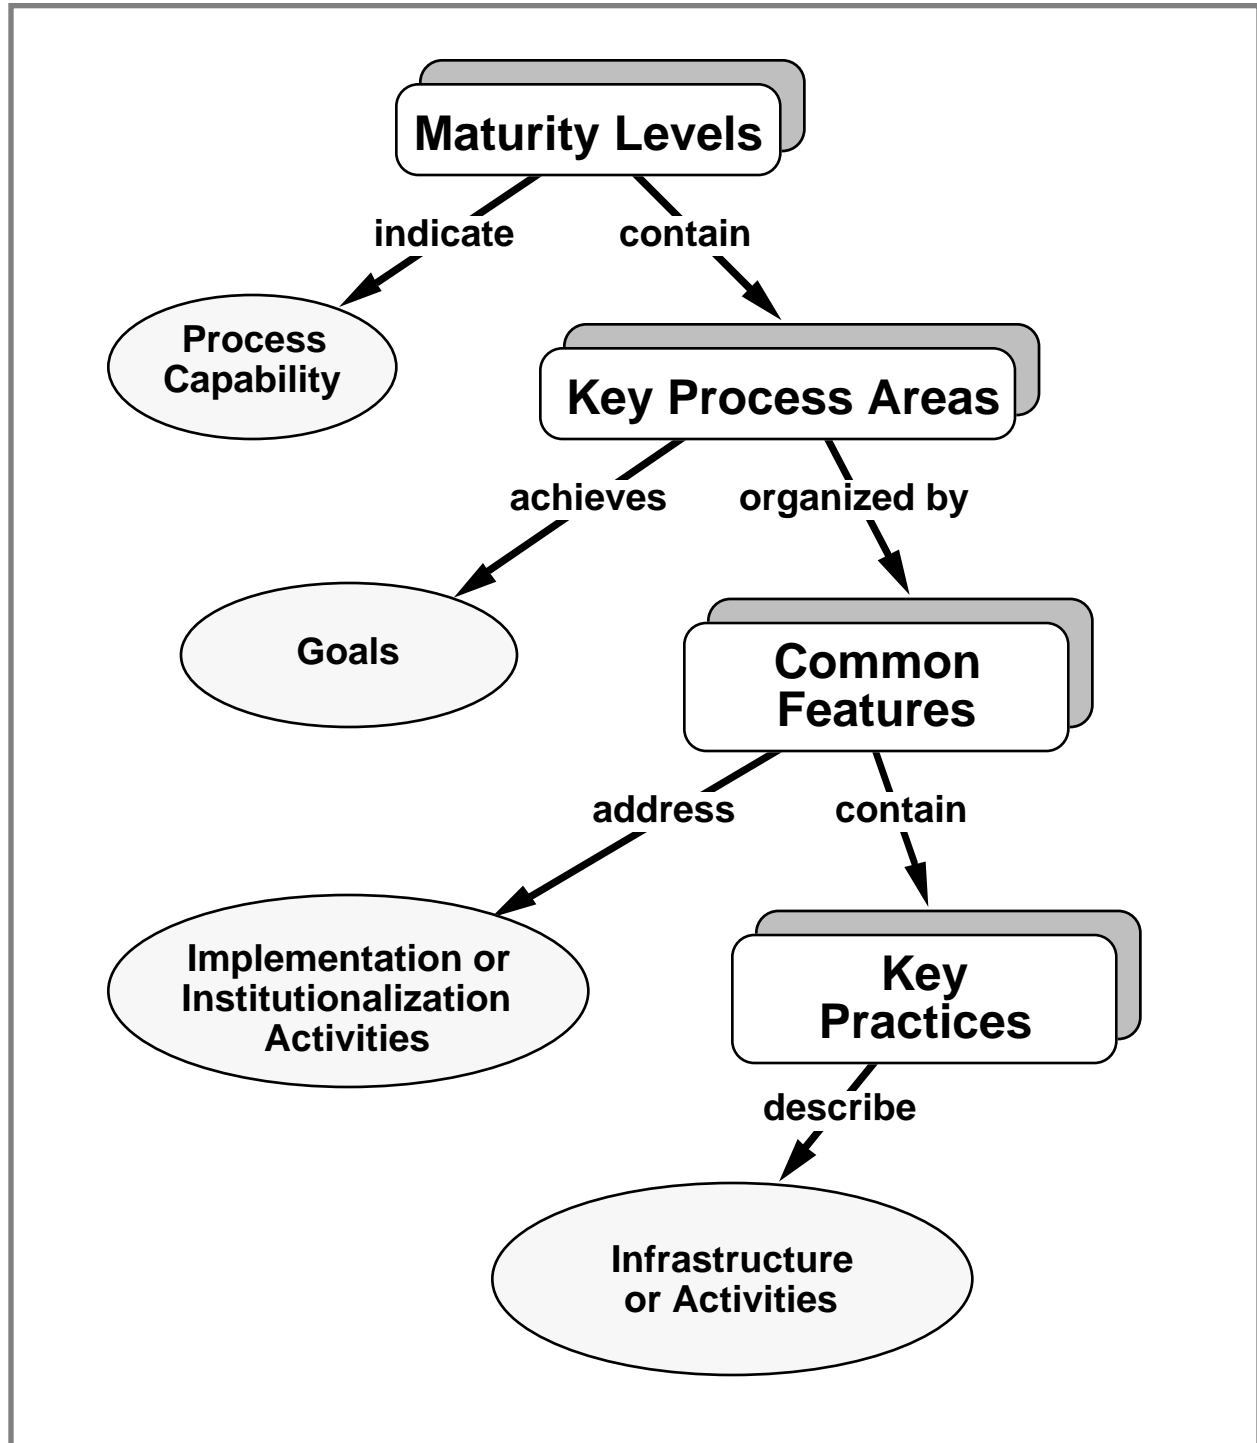 Maturity Levels
indicate
contain
Process
Capability
Key Process Areas
achieves
organized by
Goals
Common
Features
address
contain
Implementation or
Institutionalization
Activities
Key
Practices
describe
Infrastructure
or Activities